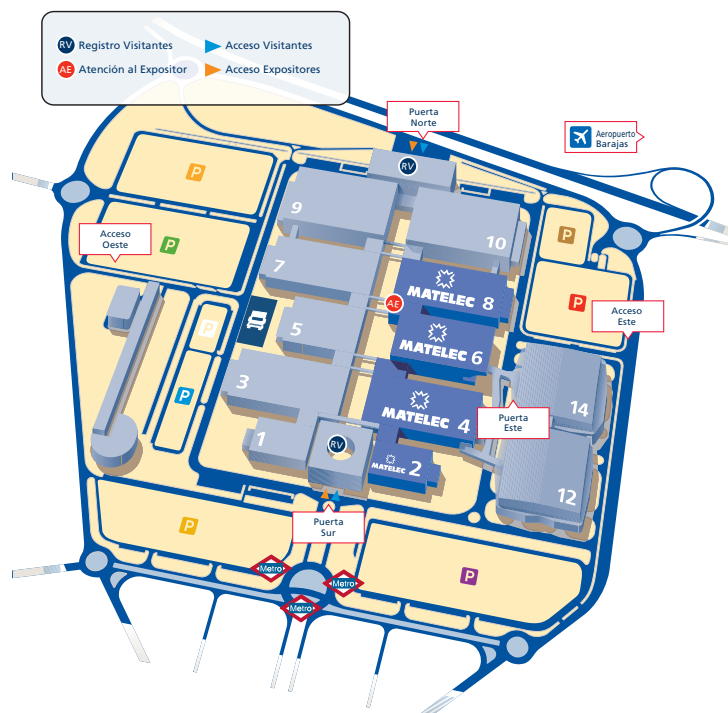 RV Registro Visitantes
Acceso Visitantes
AE Atención al Expositor
Acceso Expositores
Puerta
Norte
Aeropuerto
Barajas
RV
P
9
10
P
Acceso
Oeste
P
7
MATELEC 8
AE
P
Acceso
Este
P
5
MATELEC 6
3
P
14
MATELEC 4
Puerta
Este
1
RV
MATELEC 2
12
Puerta
Sur
P
P
Metro
Metro
Metro